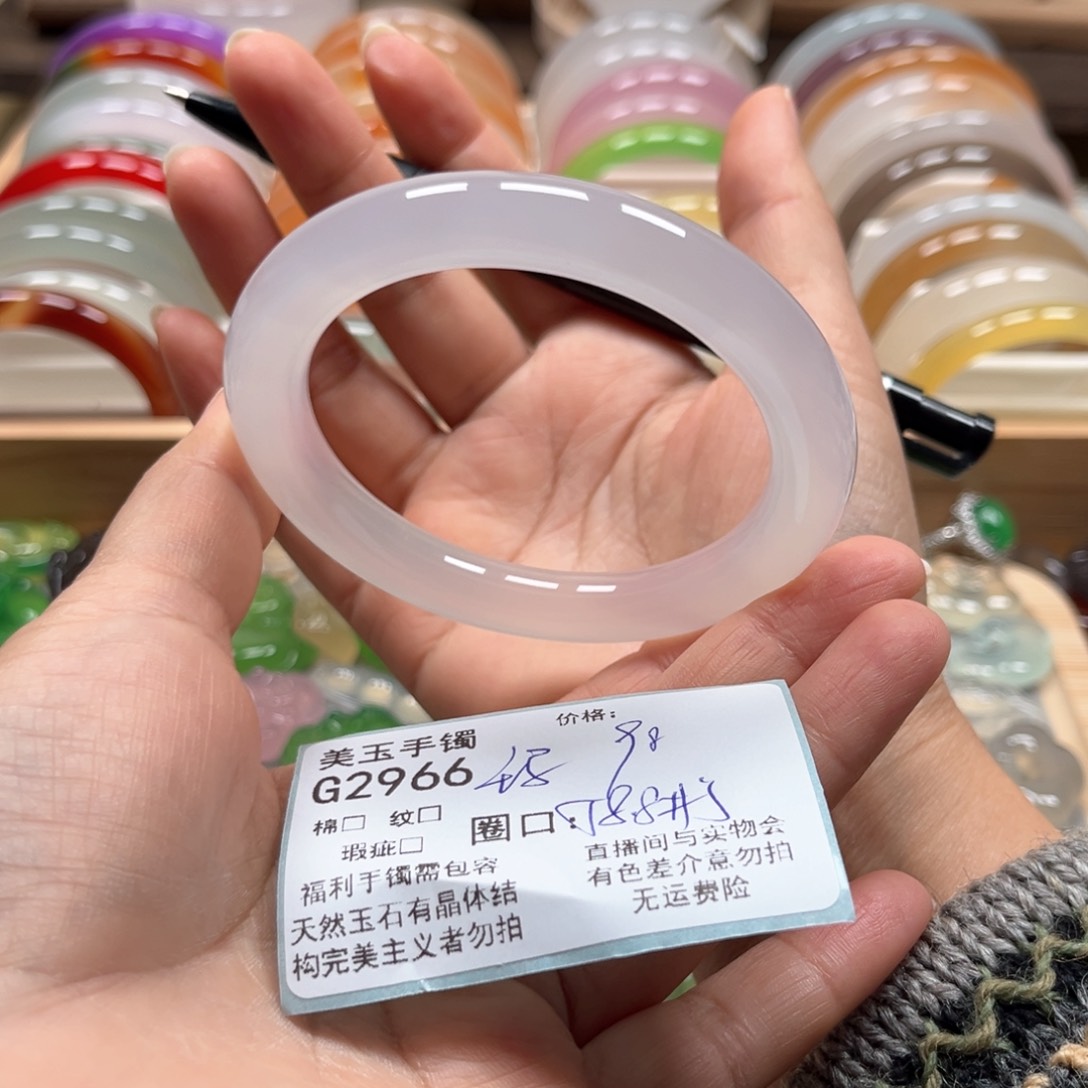 价格：
98
美玉手镯
G2966
棉□ 纹□
圈口：
瑕疵□
直播间与实物会
有色差介意勿拍
无运费险
福利手镯需包容
天然玉石有晶体结
构完美主义者勿拍